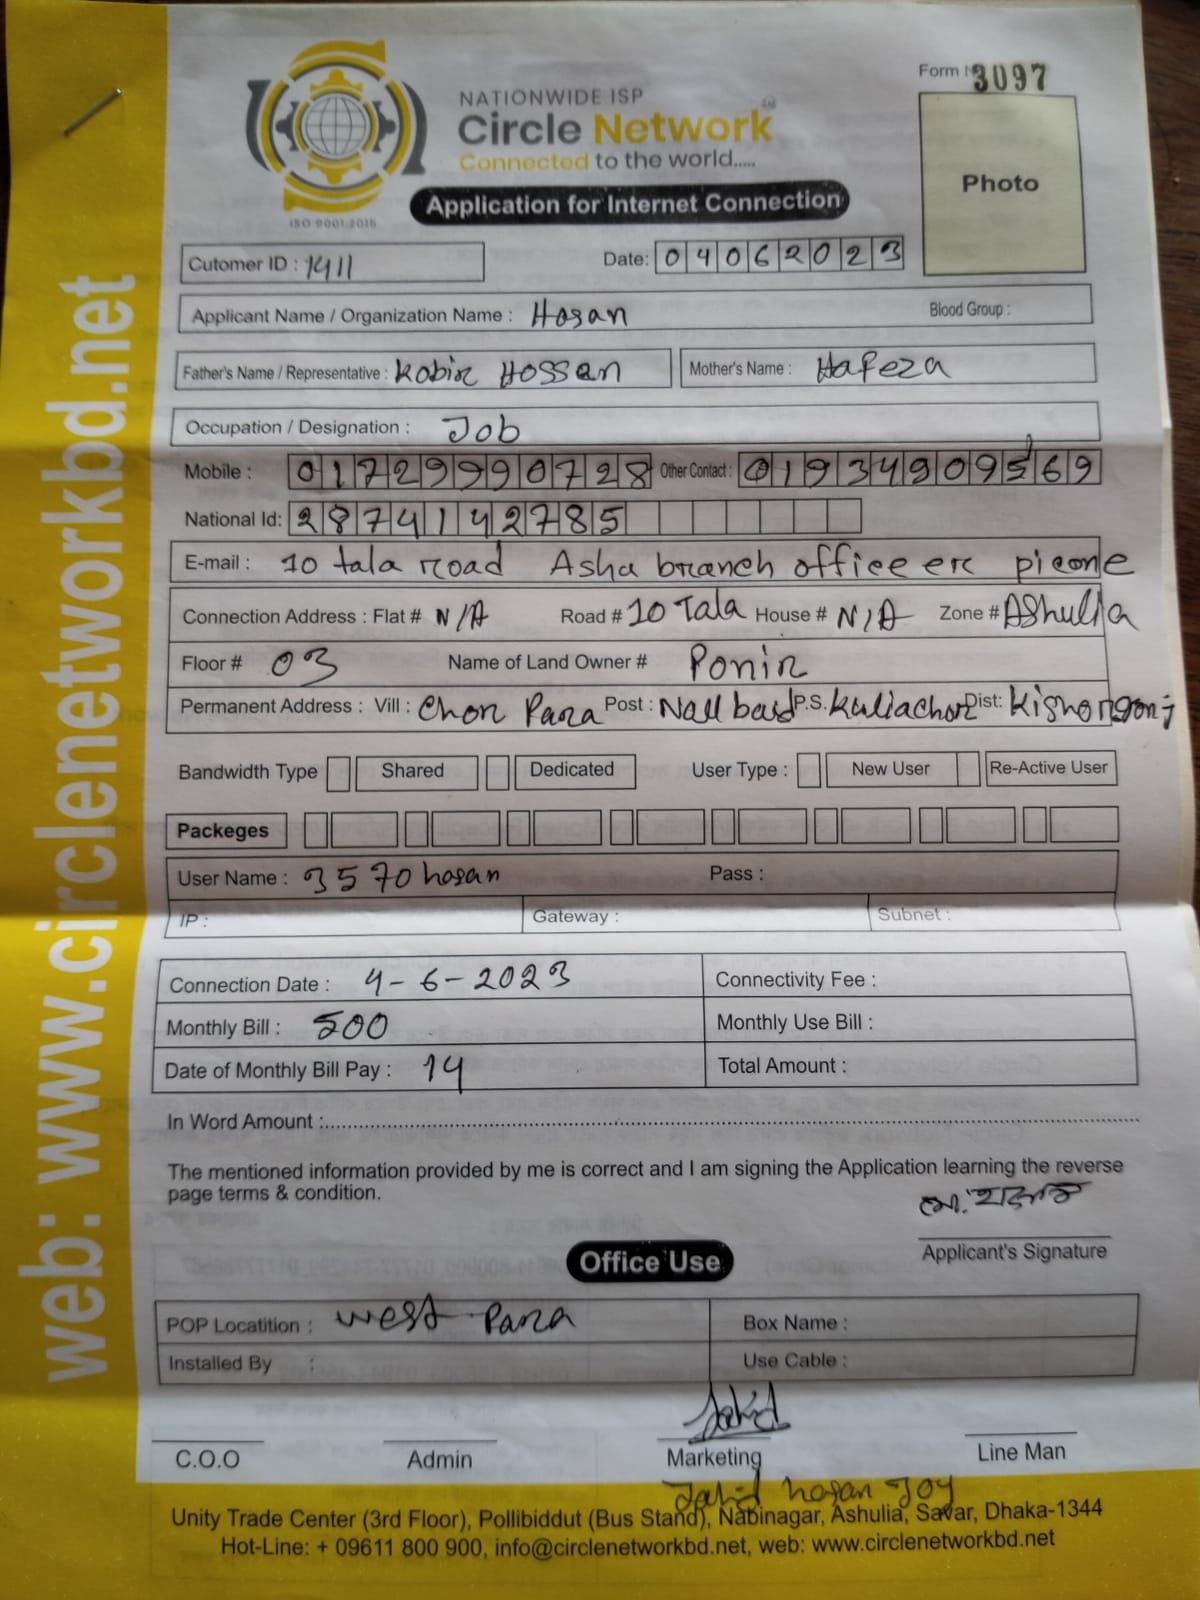 Form N 3097
NATIONWIDE ISP
Circle Network
Connected to the world.....
Photo
ISO 9001:2015
Application for Internet Connection
Cutomer ID : 1411
Date: 04062023
Applicant Name / Organization Name : Hosan Blood Group :
Father's Name / Representative : Kobir Hossen Mother's Name : Hafeza
Occupation / Designation : Job
Mobile : 01729990728 Other Contact : 01934909569
National Id: 2874142785
E-mail : 10 tala road Asha branch office er picone
Connection Address : Flat # N/A Road # 10 Tala House # N/A Zone # AShulia
Floor # 03 Name of Land Owner # Ponir
Permanent Address : Vill : Chor Para Post : P.S. Kuliachor Dist: Kishorgonj
Bandwidth Type Shared Dedicated User Type : New User Re-Active User
Packeges
User Name : 3570hosan Pass :
IP : Gateway : Subnet :
Connection Date : 4-6-2023 Connectivity Fee :
Monthly Bill : 500 Monthly Use Bill :
Date of Monthly Bill Pay : 14 Total Amount :
In Word Amount :
The mentioned information provided by me is correct and I am signing the Application learning the reverse
page terms & condition.
Applicant's Signature
Office Use
POP Locatition : west para Box Name :
Installed By : Use Cable :
Jahid
C.O.O Admin Marketing Line Man
Jahid hosan Joy
Unity Trade Center (3rd Floor), Pollibiddut (Bus Stand), Nabinagar, Ashulia, Savar, Dhaka-1344
Hot-Line: + 09611 800 900, info@circlenetworkbd.net, web: www.circlenetworkbd.net
web: www.circlenetworkbd.net